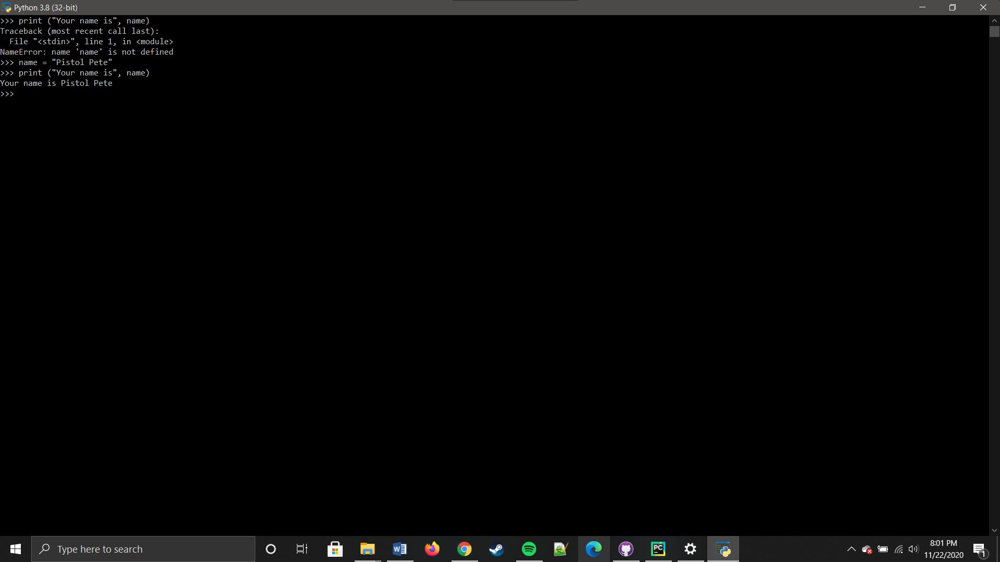 Python 3.8 (32-bit)
>>> print ("Your name is", name)
Traceback (most recent call last):
  File "<stdin>", line 1, in <module>
NameError: name 'name' is not defined
>>> name = "Pistol Pete"
>>> print ("Your name is", name)
Your name is Pistol Pete
>>>
Type here to search
W
PC
8:01 PM
11/22/2020
1